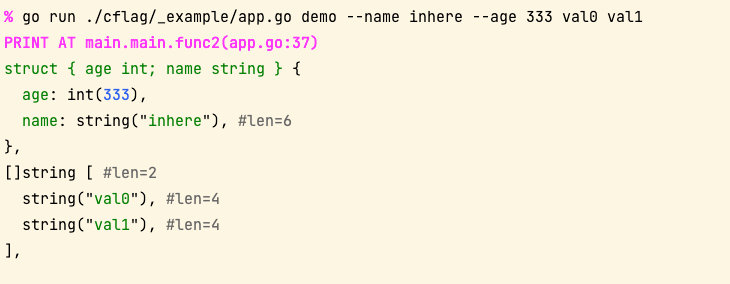 % go run ./cflag/_example/app.go demo --name inhere --age 333 val0 val1
PRINT AT main.main.func2(app.go:37)
struct { age int; name string } {
  age: int(333),
  name: string("inhere"), #len=6
},
[]string [ #len=2
  string("val0"), #len=4
  string("val1"), #len=4
],